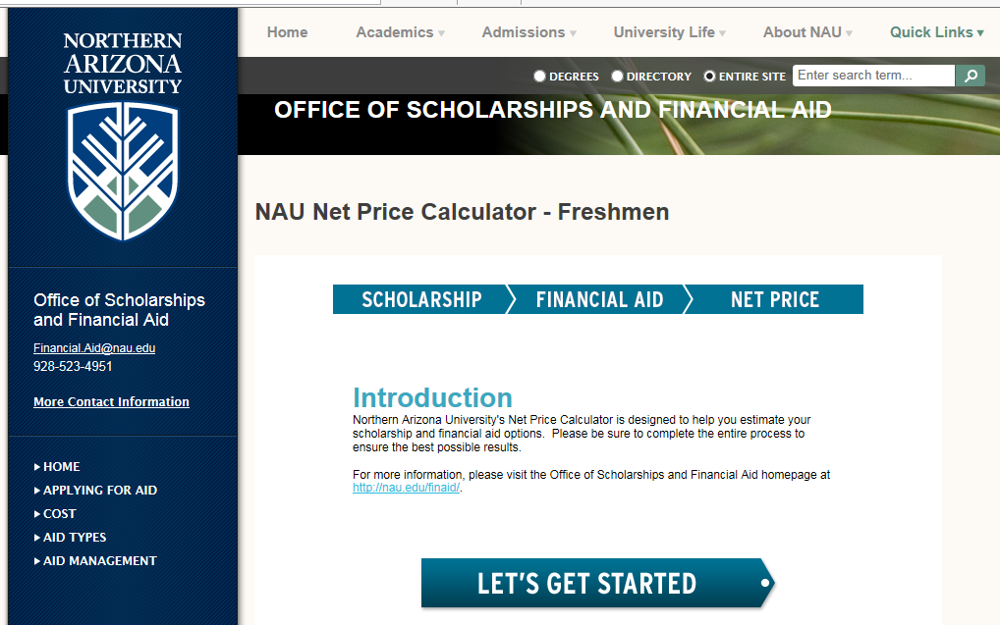 NORTHERN
ARIZONA
UNIVERSITY
Home Academics Admissions University Life About NAU Quick Links
DEGREES DIRECTORY ENTIRE SITE Enter search term...
OFFICE OF SCHOLARSHIPS AND FINANCIAL AID
Office of Scholarships
and Financial Aid
Financial.Aid@nau.edu
928-523-4951
More Contact Information
HOME
APPLYING FOR AID
COST
AID TYPES
AID MANAGEMENT
NAU Net Price Calculator - Freshmen
SCHOLARSHIP FINANCIAL AID NET PRICE
Introduction
Northern Arizona University's Net Price Calculator is designed to help you estimate your
scholarship and financial aid options. Please be sure to complete the entire process to
ensure the best possible results.
For more information, please visit the Office of Scholarships and Financial Aid homepage at
http://nau.edu/finaid/.
LET'S GET STARTED